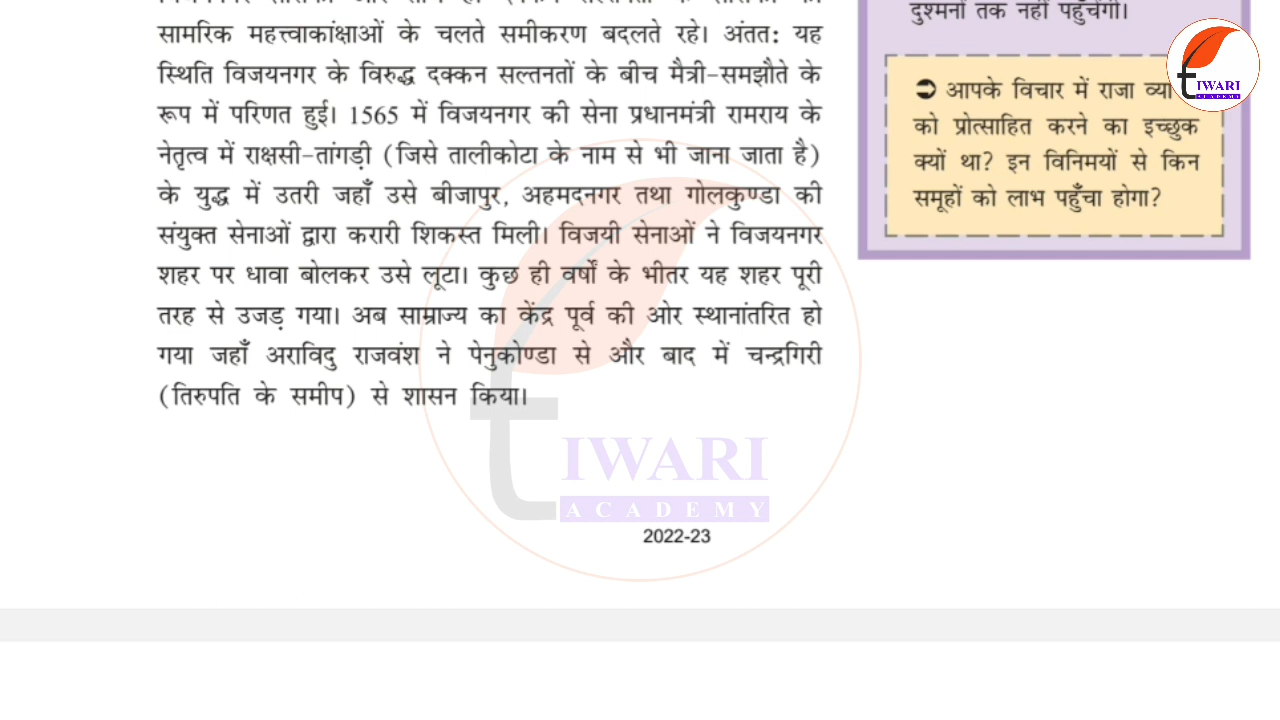 सामरिक महत्त्वाकांक्षाओं के चलते समीकरण बदलते रहे। अंतत: यह
स्थिति विजयनगर के विरुद्ध दक्कन सल्तनतों के बीच मैत्री-समझौते के
रूप में परिणत हुई। 1565 में विजयनगर की सेना प्रधानमंत्री रामराय के
नेतृत्व में राक्षसी-तांगड़ी (जिसे तालीकोटा के नाम से भी जाना जाता है)
के युद्ध में उतरी जहाँ उसे बीजापुर, अहमदनगर तथा गोलकुण्डा की
संयुक्त सेनाओं द्वारा करारी शिकस्त मिली। विजयी सेनाओं ने विजयनगर
शहर पर धावा बोलकर उसे लूटा। कुछ ही वर्षों के भीतर यह शहर पूरी
तरह से उजड़ गया। अब साम्राज्य का केंद्र पूर्व की ओर स्थानांतरित हो
गया जहाँ अराविदु राजवंश ने पेनुकोण्डा से और बाद में चन्द्रगिरी
(तिरुपति के समीप) से शासन किया।
दुश्मनों तक नहीं पहुँचेंगी।
➲ आपके विचार में राजा
को प्रोत्साहित करने का इच्छुक
क्यों था? इन विनिमयों से किन
समूहों को लाभ पहुँचा होगा?
TIWARI
ACADEMY
TIWARI
ACADEMY
2022-23